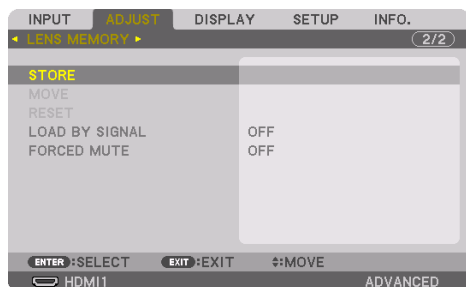 INPUT ADJUST DISPLAY SETUP INFO.
LENS MEMORY 2/2
STORE
MOVE
RESET
LOAD BY SIGNAL OFF
FORCED MUTE OFF
ENTER :SELECT EXIT :EXIT :MOVE
HDMI1 ADVANCED